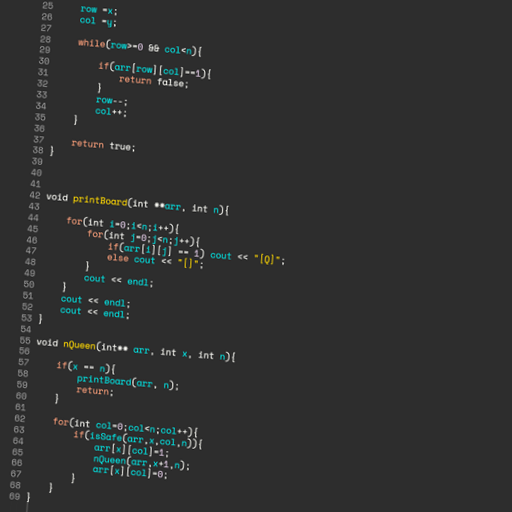 25 row =x;
26 col =y;
27
28 while(row>=0 && col<n){
29
30 if(arr[row][col]==1){
31 return false;
32 }
33 row--;
34 col++;
35 }
36
37 return true;
38 }
39
40
41
42 void printBoard(int **arr, int n){
43
44 for(int i=0;i<n;i++){
45 for(int j=0;j<n;j++){
46 if(arr[i][j] == 1) cout << "[Q]";
47 else cout << "[]";
48 }
49 cout << endl;
50 }
51 cout << endl;
52 cout << endl;
53 }
54
55 void nQueen(int** arr, int x, int n){
56
57 if(x == n){
58 printBoard(arr, n);
59 return;
60 }
61
62 for(int col=0;col<n;col++){
63 if(isSafe(arr,x,col,n)){
64 arr[x][col]=1;
65 nQueen(arr,x+1,n);
66 arr[x][col]=0;
67 }
68 }
69 }